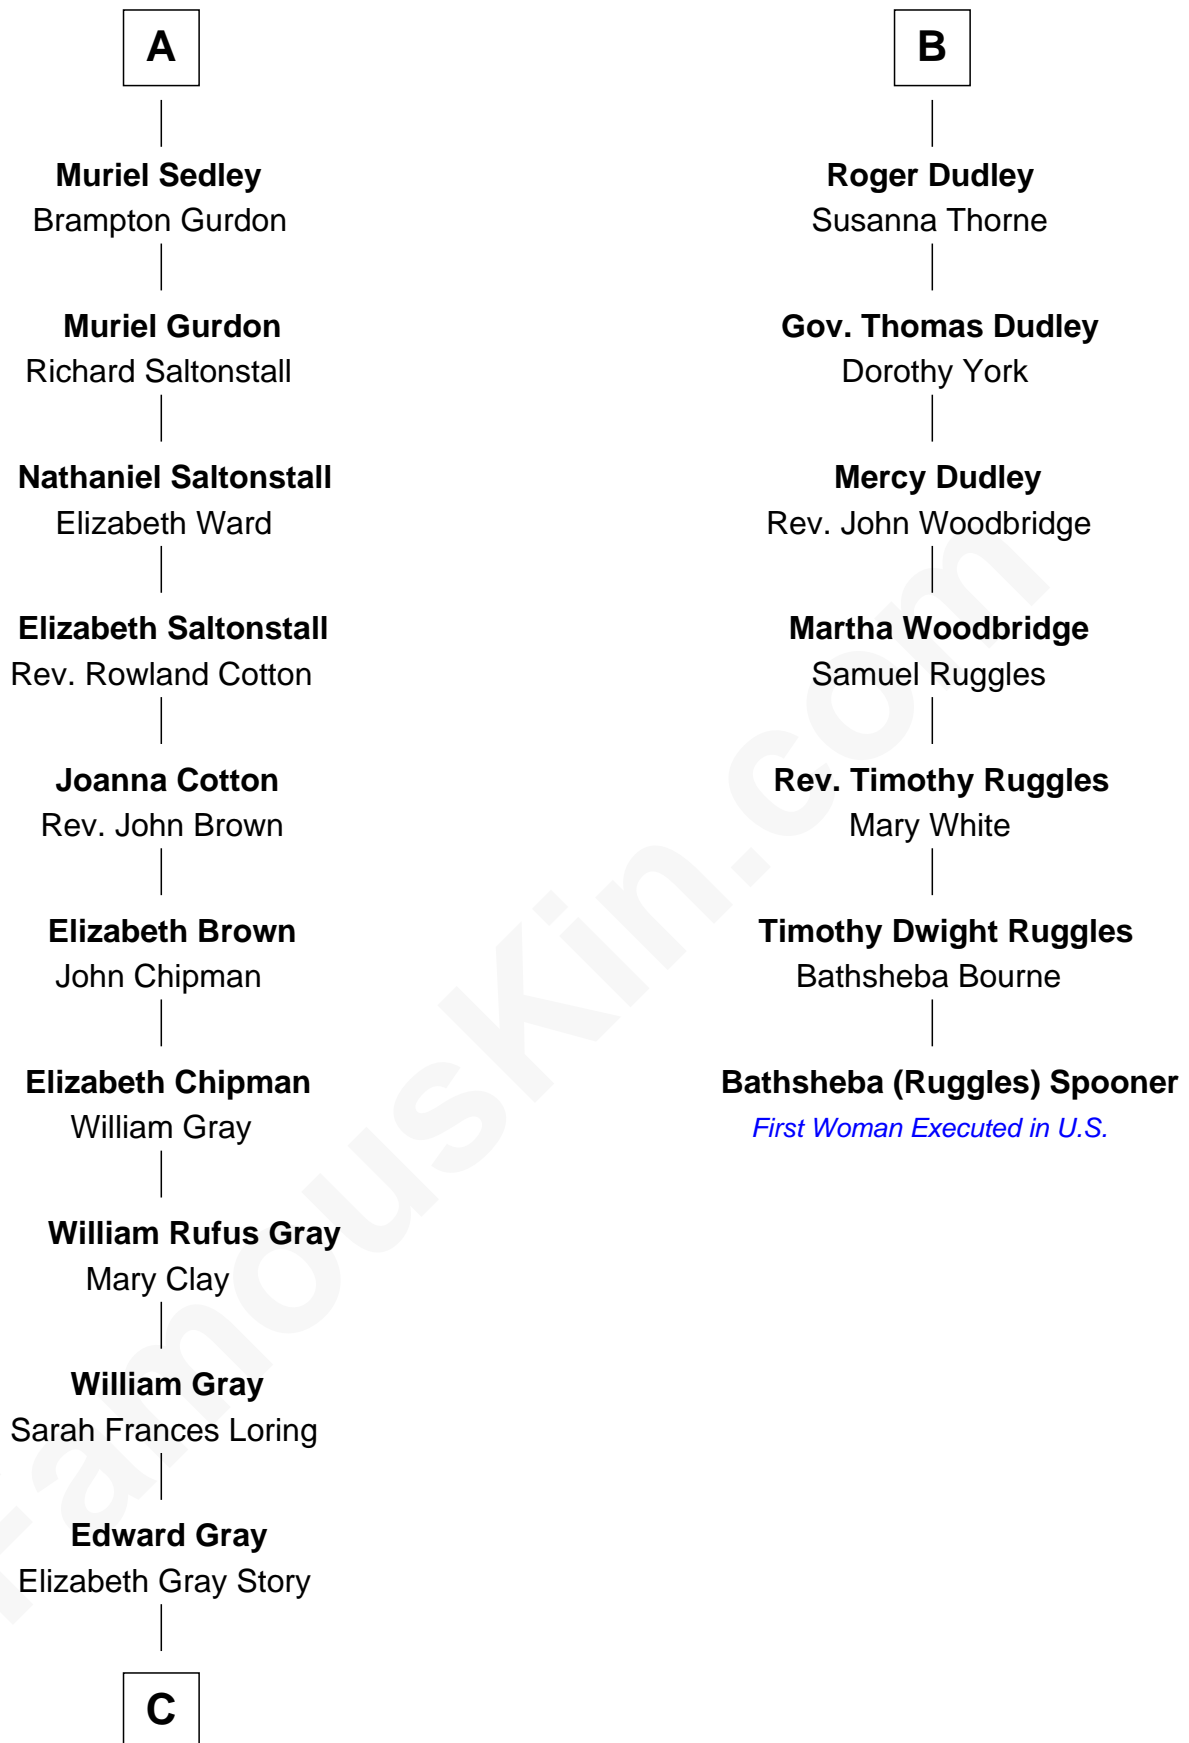 A
Muriel Sedley
Brampton Gurdon
Muriel Gurdon
Richard Saltonstall
Nathaniel Saltonstall
Elizabeth Ward
Elizabeth Saltonstall
Rev. Rowland Cotton
Joanna Cotton
Rev. John Brown
Elizabeth Brown
John Chipman
Elizabeth Chipman
William Gray
William Rufus Gray
Mary Clay
William Gray
Sarah Frances Loring
Edward Gray
Elizabeth Gray Story
C
B
Roger Dudley
Susanna Thorne
Gov. Thomas Dudley
Dorothy York
Mercy Dudley
Rev. John Woodbridge
Martha Woodbridge
Samuel Ruggles
Rev. Timothy Ruggles
Mary White
Timothy Dwight Ruggles
Bathsheba Bourne
Bathsheba (Ruggles) Spooner
First Woman Executed in U.S.
FamousKin.com